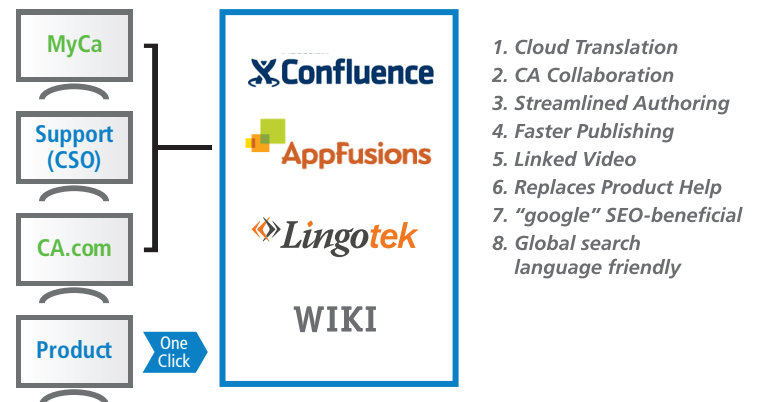 MyCa
Support
(CSO)
CA.com
Product
One
Click
Confluence
AppFusions
Lingotek
WIKI
1. Cloud Translation
2. CA Collaboration
3. Streamlined Authoring
4. Faster Publishing
5. Linked Video
6. Replaces Product Help
7. “google” SEO-beneficial
8. Global search
language friendly